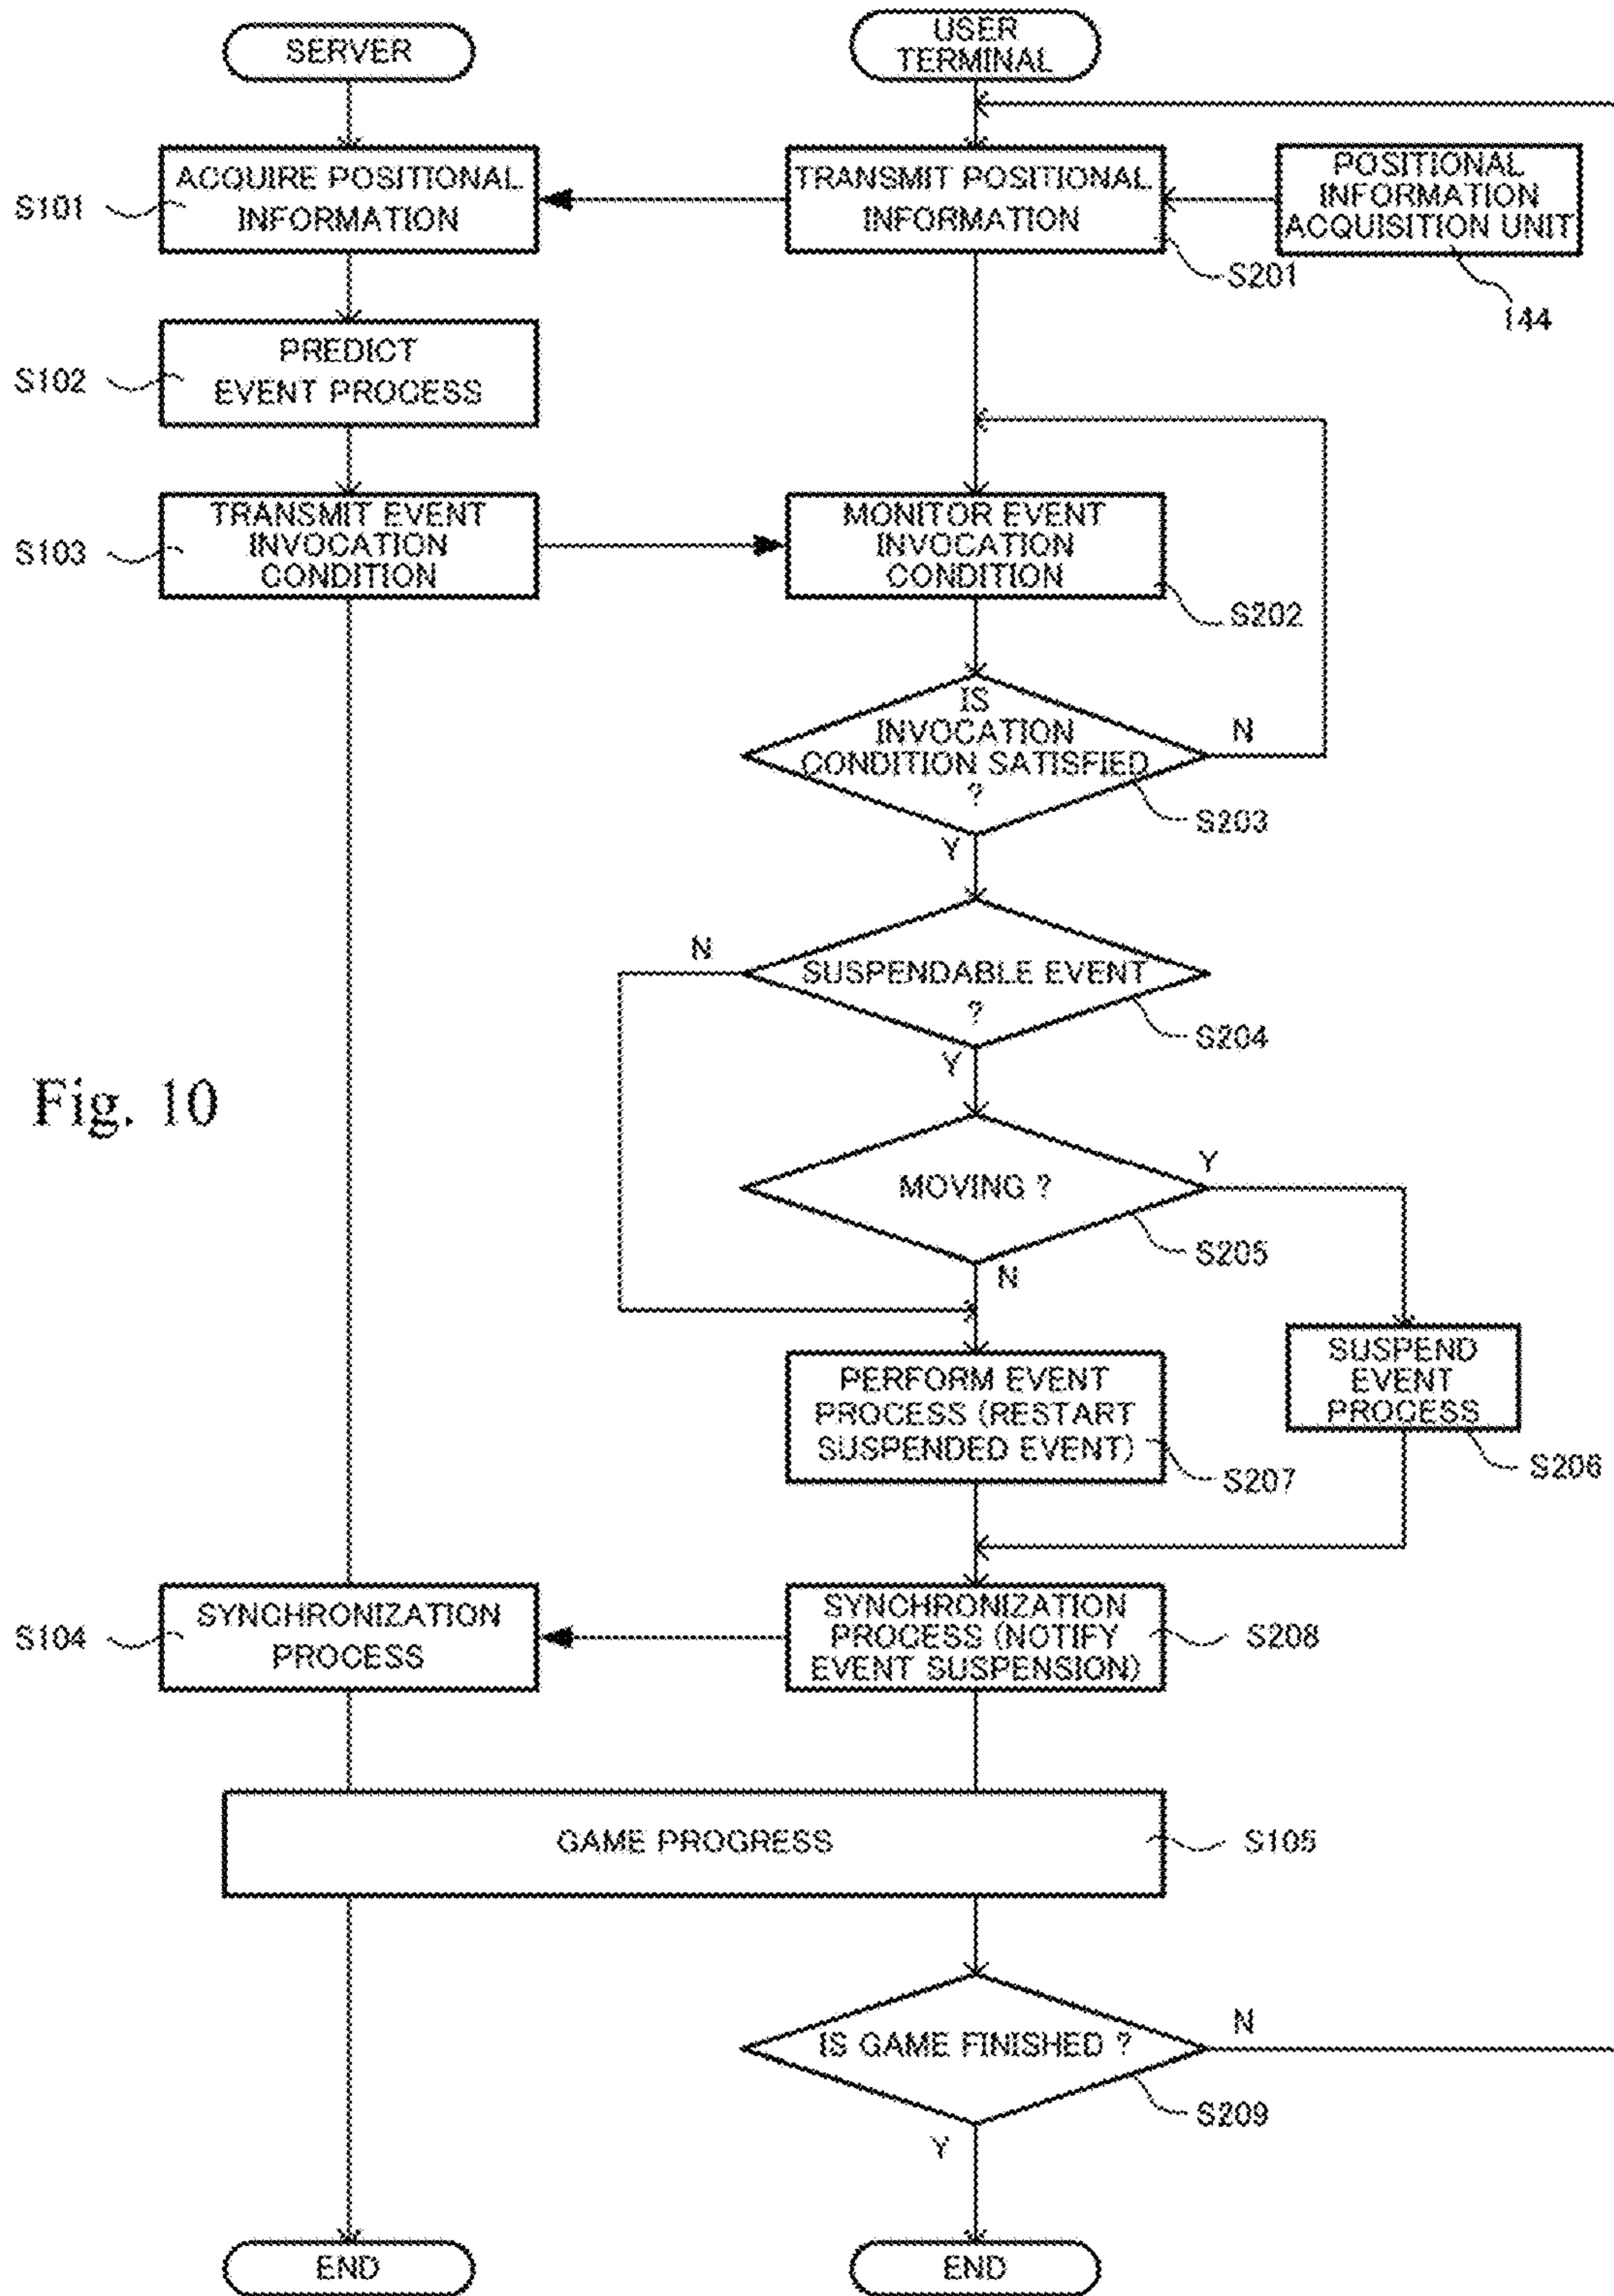 SERVER
USER
TERMINAL
ACQUIRE POSITIONAL
INFORMATION
S101
TRANSMIT POSITIONAL
INFORMATION
S201
POSITIONAL
INFORMATION
ACQUISITION UNIT
144
PREDICT
EVENT PROCESS
S102
TRANSMIT EVENT
INVOCATION
CONDITION
S103
MONITOR EVENT
INVOCATION
CONDITION
S202
IS
INVOCATION
CONDITION SATISFIED
?
N
S203
Y
N
SUSPENDABLE EVENT
?
S204
Y
Fig. 10
MOVING ?
Y
S205
N
SUSPEND
EVENT
PROCESS
S206
PERFORM EVENT
PROCESS (RESTART
SUSPENDED EVENT)
S207
SYNCHRONIZATION
PROCESS
S104
SYNCHRONIZATION
PROCESS (NOTIFY
EVENT SUSPENSION)
S208
GAME PROGRESS
S105
IS GAME FINISHED ?
N
S209
Y
END
END